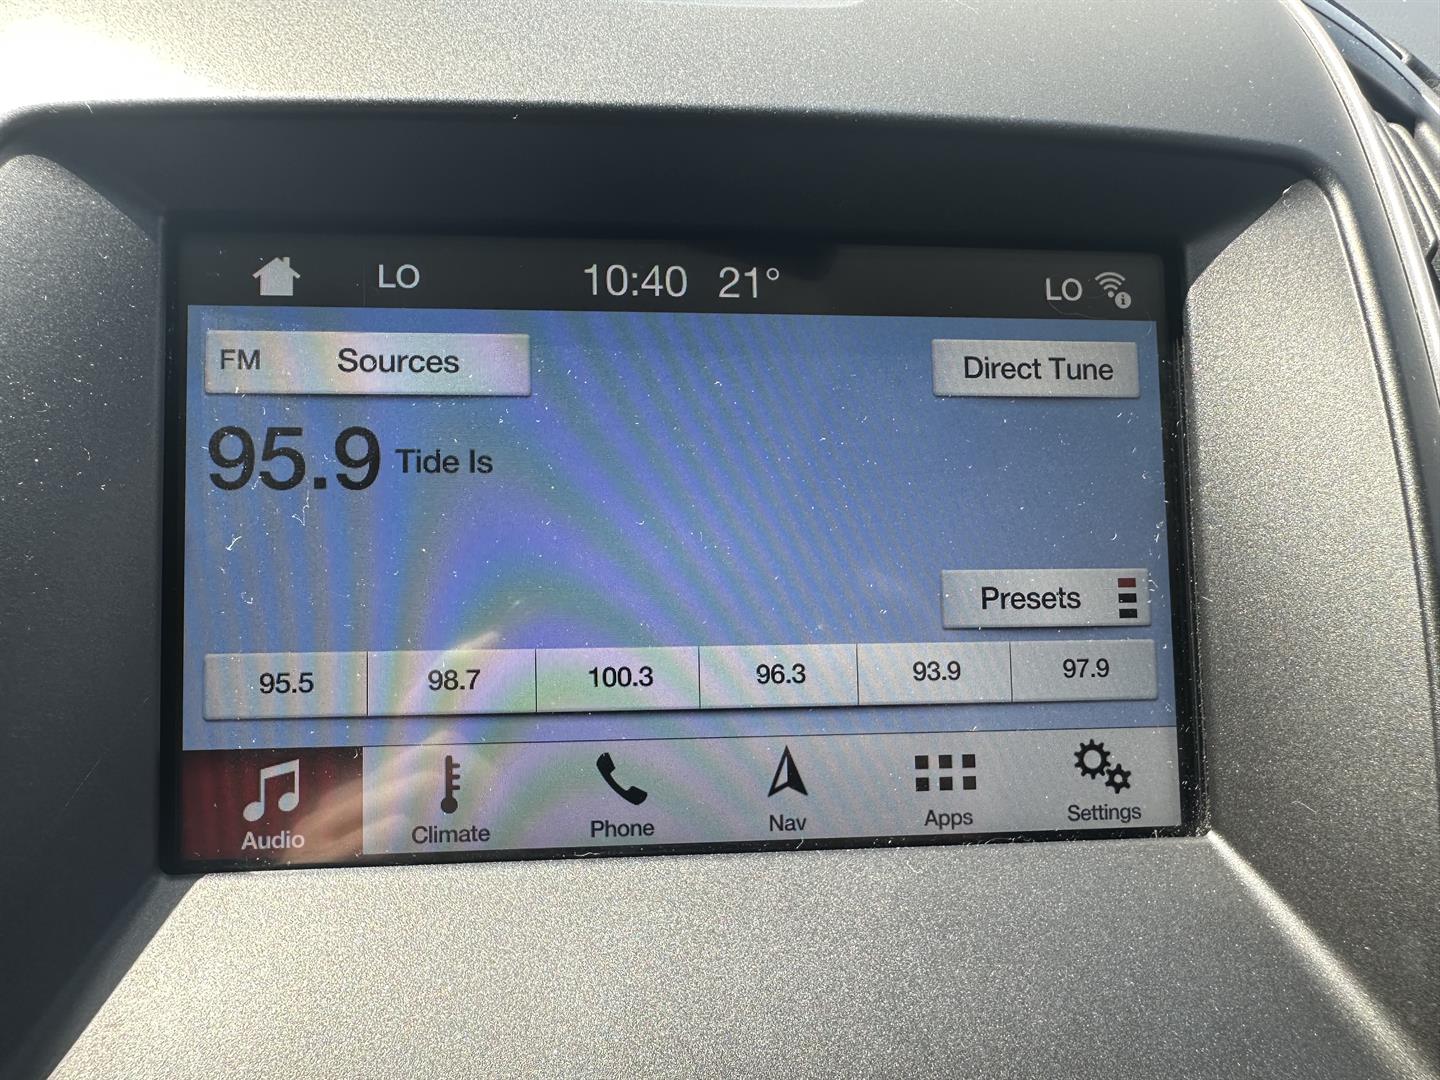 LO 10:40 21° LO
FM Sources Direct Tune
95.9 Tide Is
Presets
95.5 98.7 100.3 96.3 93.9 97.9
Audio Climate Phone Nav Apps Settings